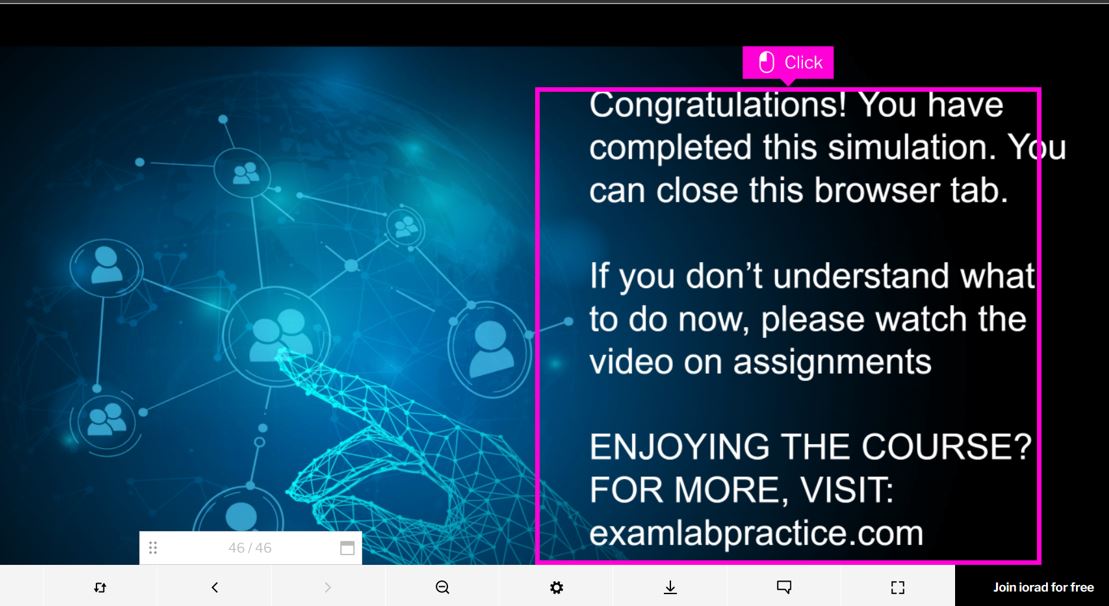 Click
Congratulations! You have
completed this simulation. You
can close this browser tab.
If you don’t understand what
to do now, please watch the
video on assignments
ENJOYING THE COURSE?
FOR MORE, VISIT:
examlabpractice.com
46 / 46
Join iorad for free